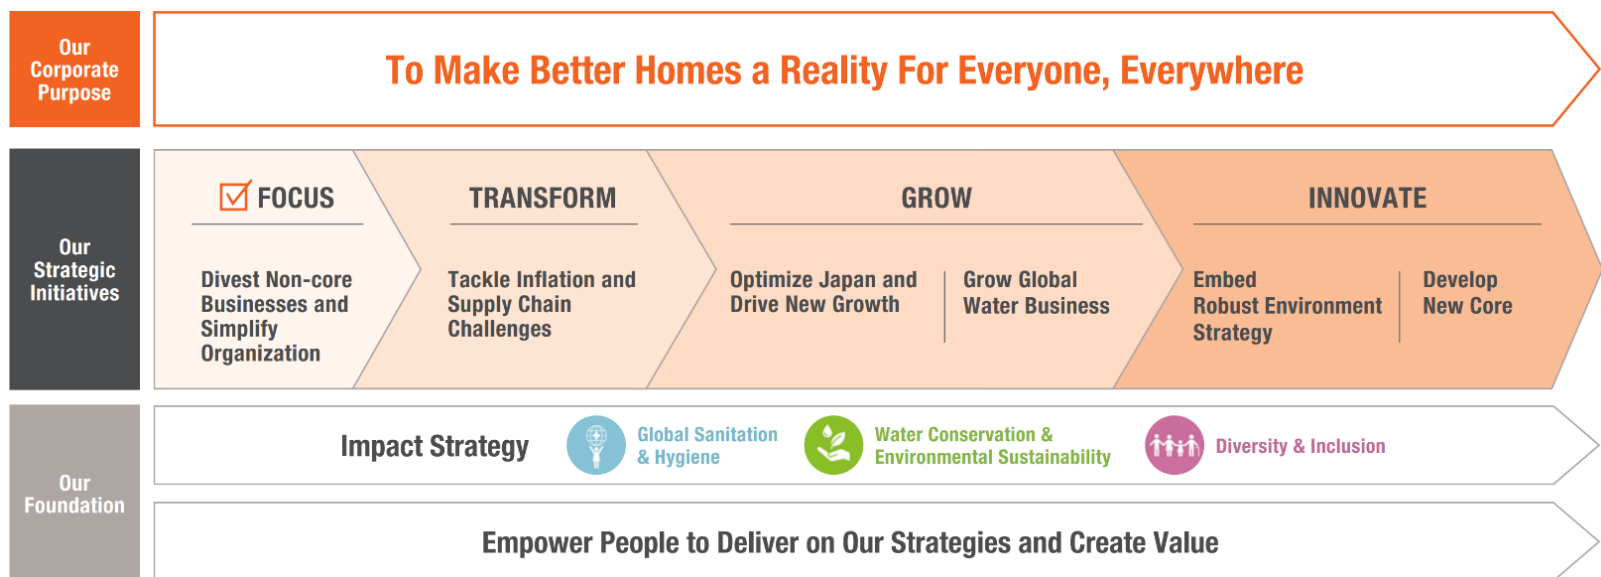 Our
Corporate
Purpose
To Make Better Homes a Reality For Everyone, Everywhere
Our
Strategic
Initiatives
FOCUS
Divest Non-core
Businesses and
Simplify
Organization
TRANSFORM
Tackle Inflation and
Supply Chain
Challenges
GROW
Optimize Japan and
Drive New Growth
Grow Global
Water Business
INNOVATE
Embed
Robust Environment
Strategy
Develop
New Core
Our
Foundation
Impact Strategy
Global Sanitation
& Hygiene
Water Conservation &
Environmental Sustainability
Diversity & Inclusion
Empower People to Deliver on Our Strategies and Create Value